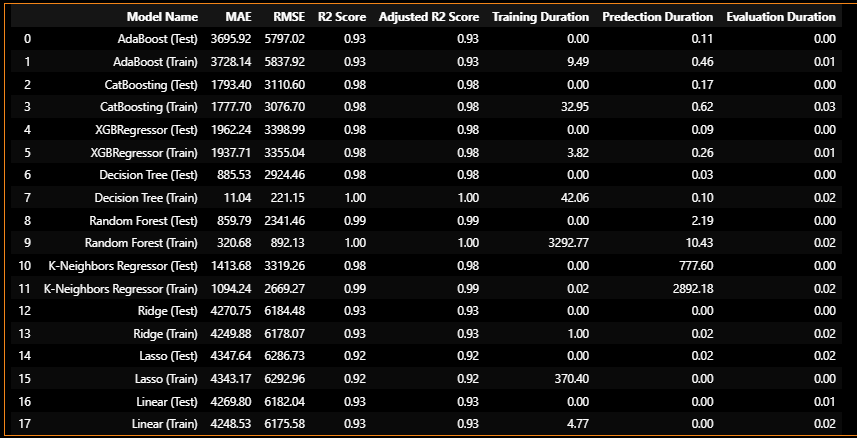 Model Name MAE RMSE R2 Score Adjusted R2 Score Training Duration Predection Duration Evaluation Duration
0 AdaBoost (Test) 3695.92 5797.02 0.93 0.93 0.00 0.11 0.00
1 AdaBoost (Train) 3728.14 5837.92 0.93 0.93 9.49 0.46 0.01
2 CatBoosting (Test) 1793.40 3110.60 0.98 0.98 0.00 0.17 0.00
3 CatBoosting (Train) 1777.70 3076.70 0.98 0.98 32.95 0.62 0.03
4 XGBRegressor (Test) 1962.24 3398.99 0.98 0.98 0.00 0.09 0.00
5 XGBRegressor (Train) 1937.71 3355.04 0.98 0.98 3.82 0.26 0.01
6 Decision Tree (Test) 885.53 2924.46 0.98 0.98 0.00 0.03 0.00
7 Decision Tree (Train) 11.04 221.15 1.00 1.00 42.06 0.10 0.02
8 Random Forest (Test) 859.79 2341.46 0.99 0.99 0.00 2.19 0.00
9 Random Forest (Train) 320.68 892.13 1.00 1.00 3292.77 10.43 0.02
10 K-Neighbors Regressor (Test) 1413.68 3319.26 0.98 0.98 0.00 777.60 0.00
11 K-Neighbors Regressor (Train) 1094.24 2669.27 0.99 0.99 0.02 2892.18 0.02
12 Ridge (Test) 4270.75 6184.48 0.93 0.93 0.00 0.00 0.00
13 Ridge (Train) 4249.88 6178.07 0.93 0.93 1.00 0.02 0.02
14 Lasso (Test) 4347.64 6286.73 0.92 0.92 0.00 0.02 0.02
15 Lasso (Train) 4343.17 6292.96 0.92 0.92 370.40 0.00 0.00
16 Linear (Test) 4269.80 6182.04 0.93 0.93 0.00 0.00 0.01
17 Linear (Train) 4248.53 6175.58 0.93 0.93 4.77 0.00 0.02